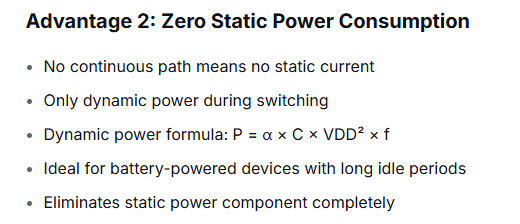 Advantage 2: Zero Static Power Consumption
• No continuous path means no static current
• Only dynamic power during switching
• Dynamic power formula: P = α × C × VDD² × f
• Ideal for battery-powered devices with long idle periods
• Eliminates static power component completely